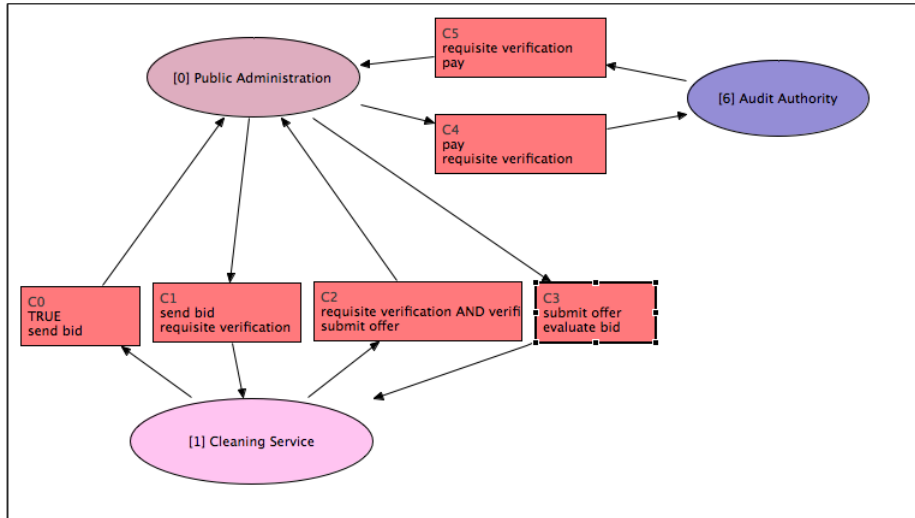 C5
requisite verification
pay
[0] Public Administration
[6] Audit Authority
C4
pay
requisite verification
C0
TRUE
send bid
C1
send bid
requisite verification
C2
requisite verification AND verifi
submit offer
C3
submit offer
evaluate bid
[1] Cleaning Service